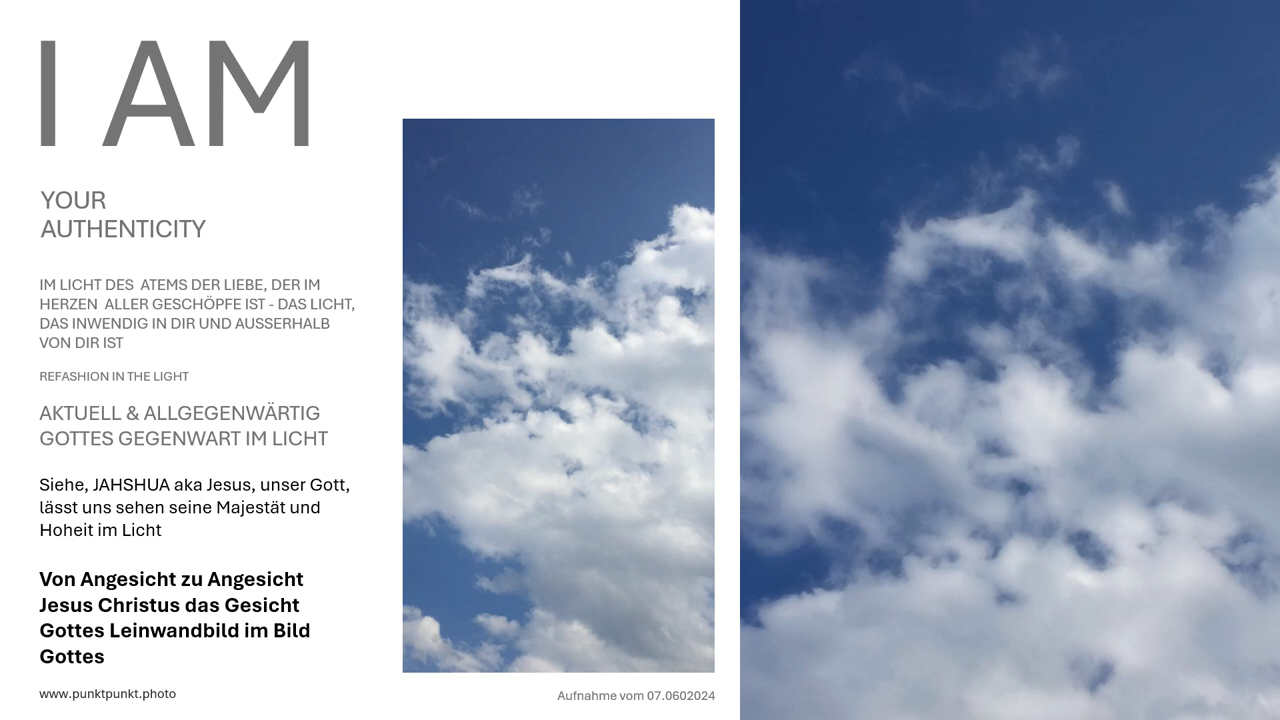 I AM
YOUR
AUTHENTICITY
IM LICHT DES  ATEMS DER LIEBE, DER IM
HERZEN  ALLER GESCHÖPFE IST - DAS LICHT,
DAS INWENDIG IN DIR UND AUSSERHALB
VON DIR IST
REFASHION IN THE LIGHT
AKTUELL & ALLGEGENWÄRTIG
GOTTES GEGENWART IM LICHT
Siehe, JAHSHUA aka Jesus, unser Gott,
lässt uns sehen seine Majestät und
Hoheit im Licht
Von Angesicht zu Angesicht
Jesus Christus das Gesicht
Gottes Leinwandbild im Bild
Gottes
www.punktpunkt.photo
Aufnahme vom 07.0602024